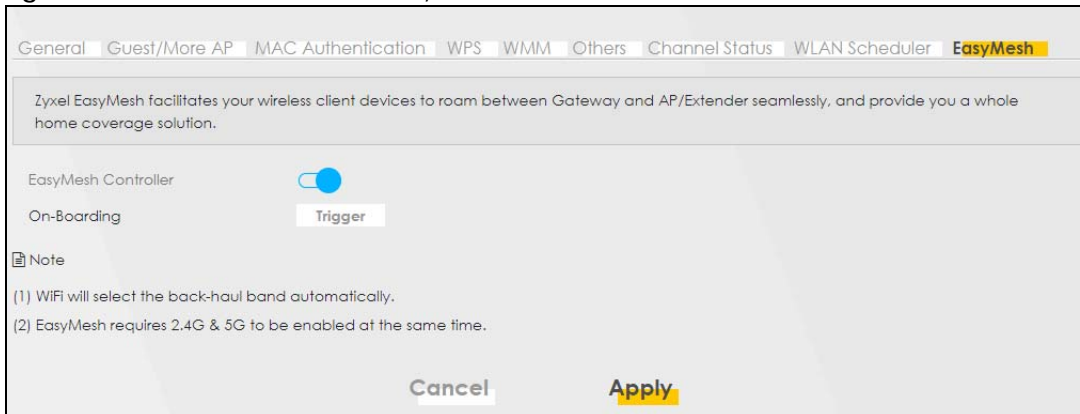 General Guest/More AP MAC Authentication WPS WMM Others Channel Status WLAN Scheduler EasyMesh
Zyxel EasyMesh facilitates your wireless client devices to roam between Gateway and AP/Extender seamlessly, and provide you a whole
home coverage solution.
EasyMesh Controller
On-Boarding Trigger
Note
(1) WiFi will select the back-haul band automatically.
(2) EasyMesh requires 2.4G & 5G to be enabled at the same time.
Cancel Apply